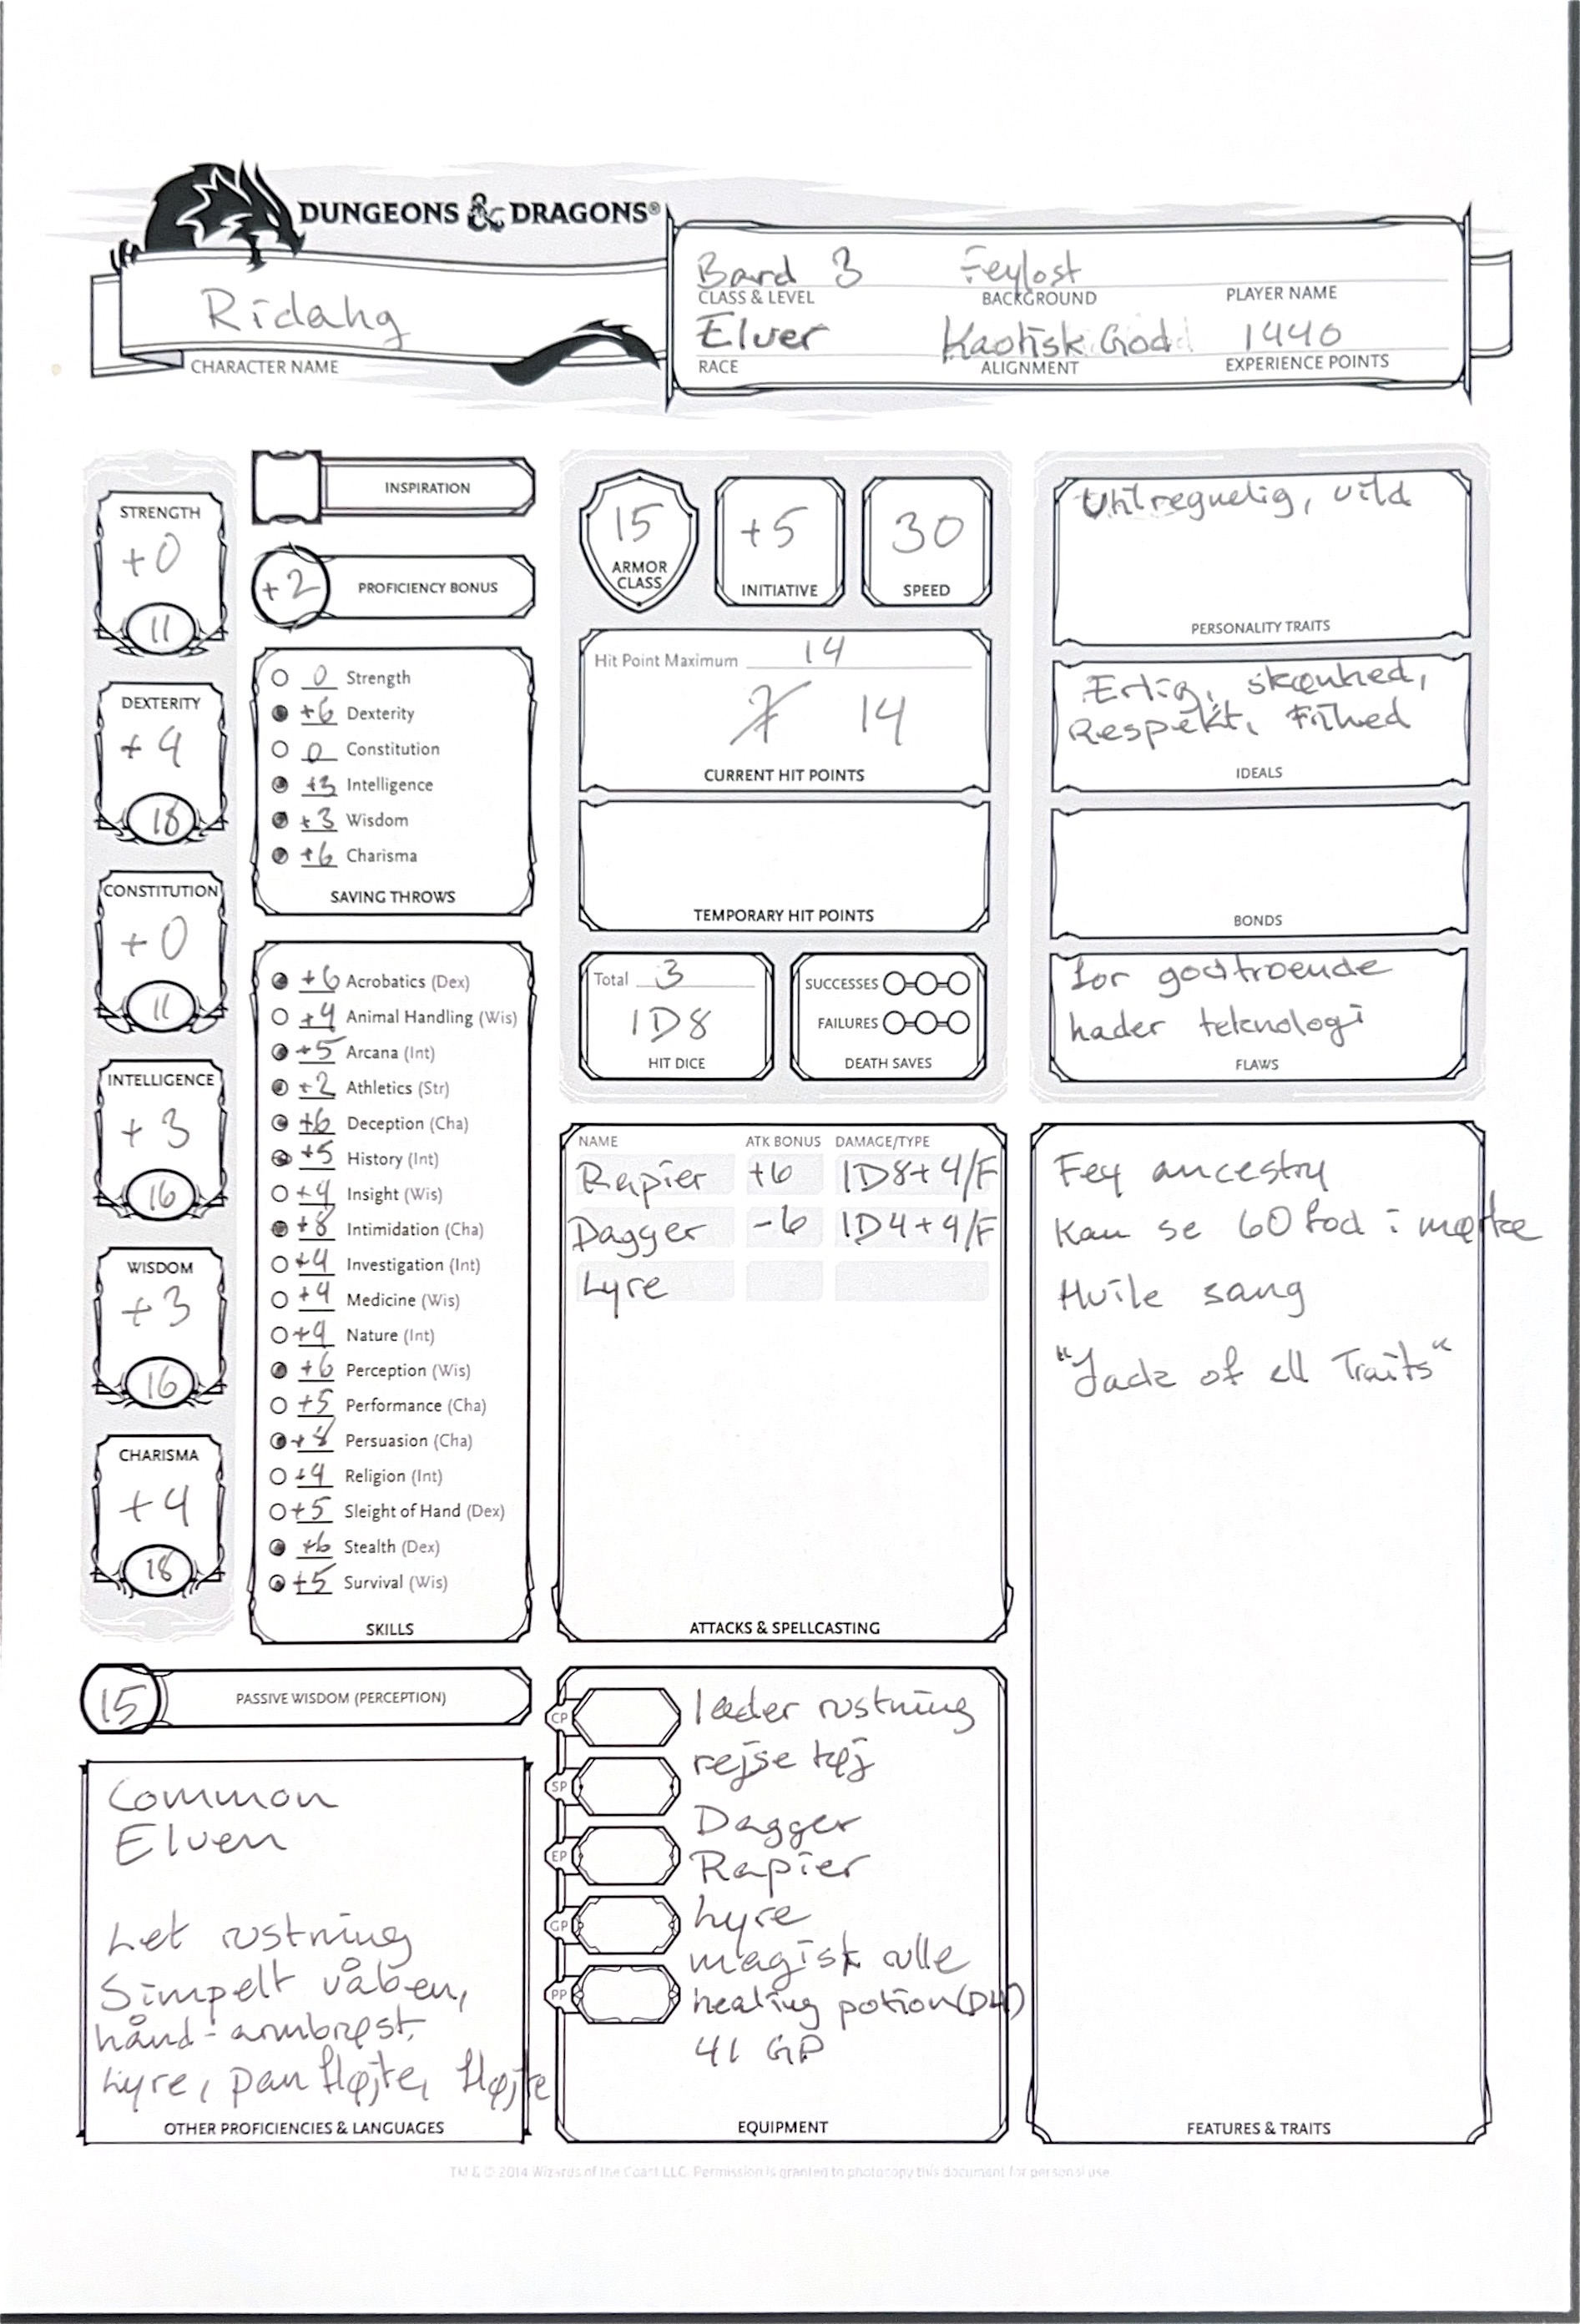 DUNGEONS & DRAGONS®
Ridahg
CHARACTER NAME
Bard 3 Feylost
CLASS & LEVEL BACKGROUND PLAYER NAME
Elver Kaotisk God 1440
RACE ALIGNMENT EXPERIENCE POINTS
STRENGTH
+0
11
DEXTERITY
+4
18
CONSTITUTION
+0
11
INTELLIGENCE
+3
16
WISDOM
+3
16
CHARISMA
+4
18
INSPIRATION
+2 PROFICIENCY BONUS
0 Strength
+6 Dexterity
0 Constitution
+3 Intelligence
+3 Wisdom
+6 Charisma
SAVING THROWS
+6 Acrobatics (Dex)
+4 Animal Handling (Wis)
+5 Arcana (Int)
+2 Athletics (Str)
+6 Deception (Cha)
+5 History (Int)
+4 Insight (Wis)
+8 Intimidation (Cha)
+4 Investigation (Int)
+4 Medicine (Wis)
+4 Nature (Int)
+6 Perception (Wis)
+5 Performance (Cha)
+8 Persuasion (Cha)
+4 Religion (Int)
+5 Sleight of Hand (Dex)
+6 Stealth (Dex)
+5 Survival (Wis)
SKILLS
15 PASSIVE WISDOM (PERCEPTION)
Common
Elven
Let rustning
Simpelt våben,
hånd-armbrøst,
Lyre, panfløjte, fløjte
OTHER PROFICIENCIES & LANGUAGES
15
ARMOR
CLASS
+5
INITIATIVE
30
SPEED
Hit Point Maximum 14
14
CURRENT HIT POINTS
TEMPORARY HIT POINTS
Total 3
1D8
HIT DICE
SUCCESSES
FAILURES
DEATH SAVES
NAME ATK BONUS DAMAGE/TYPE
Rapier +6 1D8+4/F
Dagger -6 1D4+4/F
Lyre
ATTACKS & SPELLCASTING
CP
SP
EP
GP
PP
læder rustning
rejse tøj
Dagger
Rapier
Lyre
magisk rulle
healing potion(D4)
41 GP
EQUIPMENT
Utilregnelig, vild
PERSONALITY TRAITS
Ærlig, skønhed,
Respekt, Frihed
IDEALS
BONDS
for godtroende
hader teknologi
FLAWS
Fey ancestry
Kan se 60 fod i mørke
Hvile sang
"Jack of all Traits"
FEATURES & TRAITS
TM & © 2014 Wizards of the Coast LLC. Permission is granted to photocopy this document for personal use.